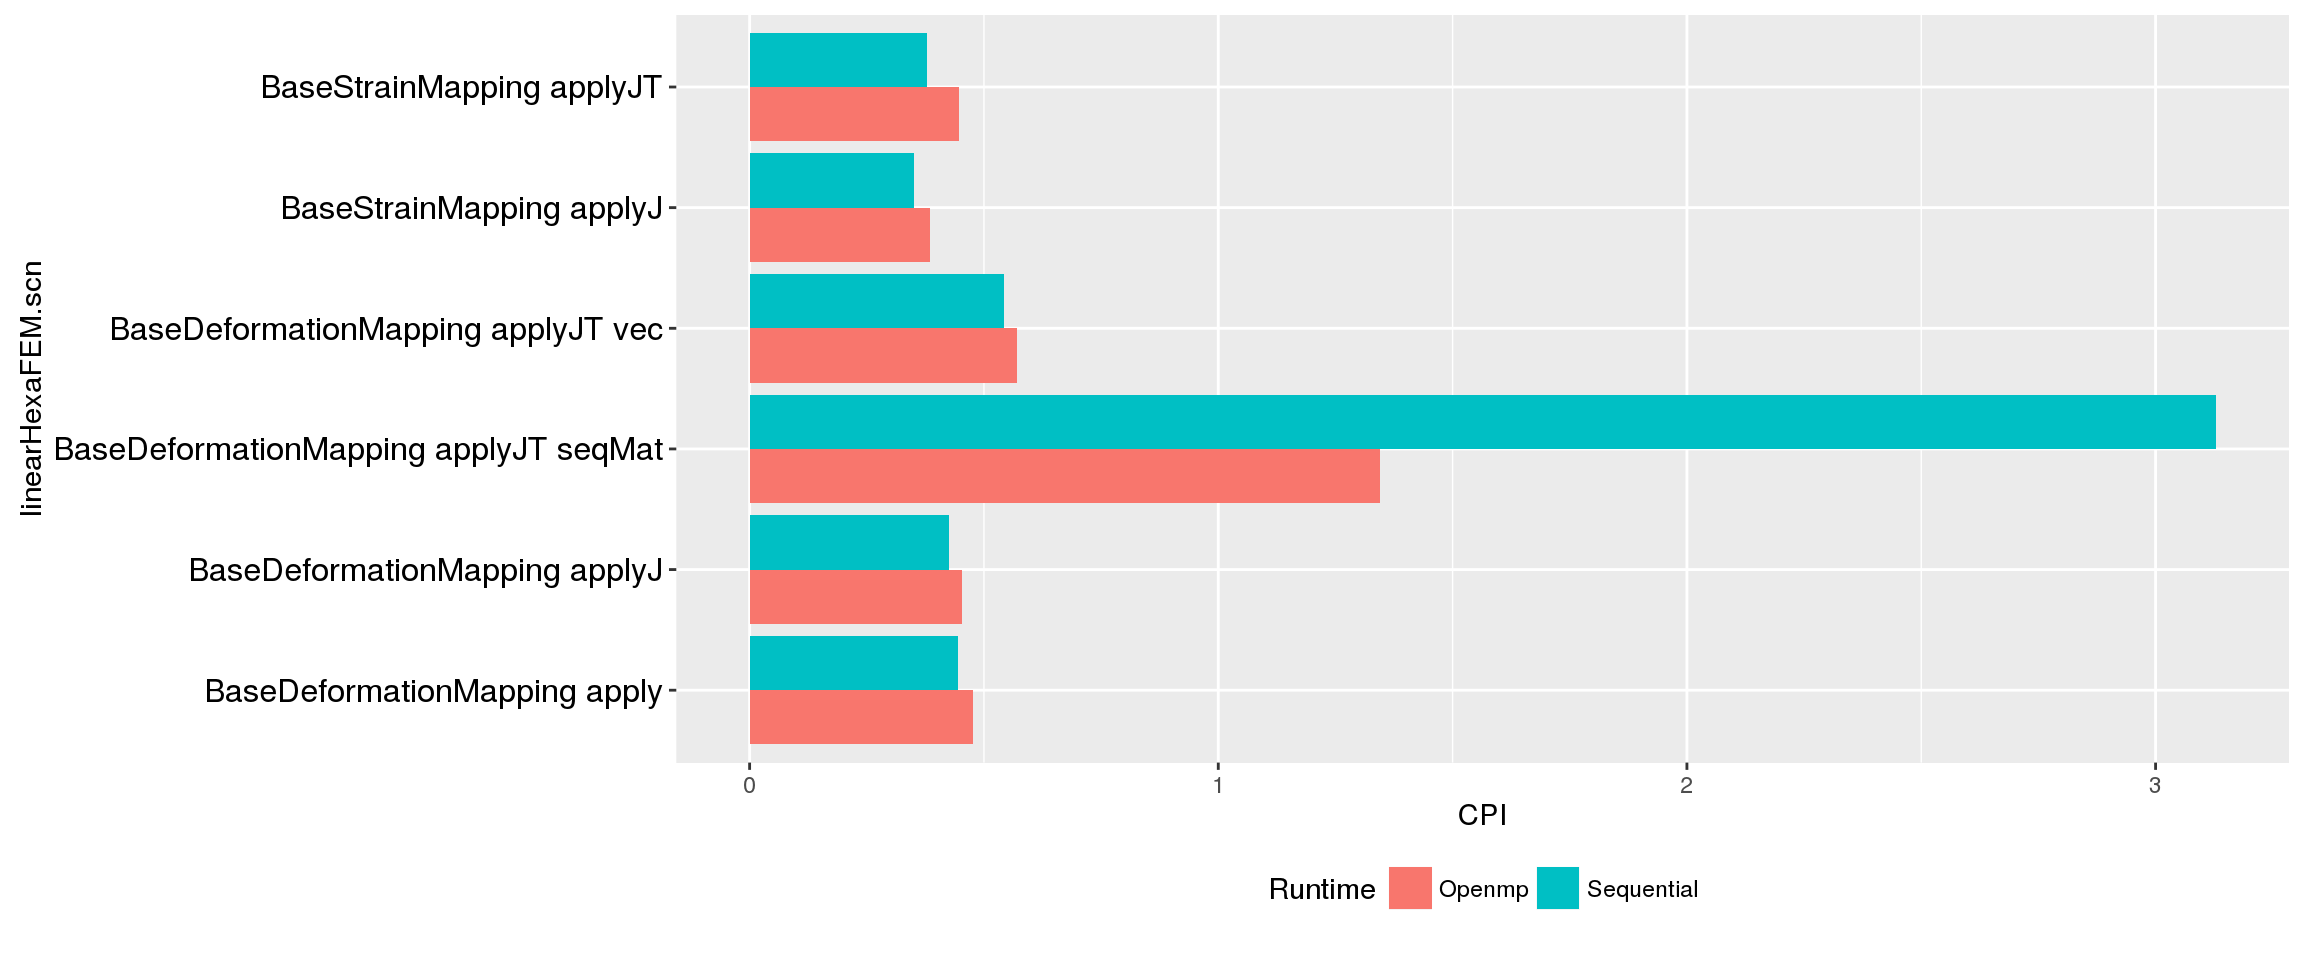 linearHexaFEM.scn
BaseStrainMapping applyJT
BaseStrainMapping applyJ
BaseDeformationMapping applyJT vec
BaseDeformationMapping applyJT seqMat
BaseDeformationMapping applyJ
BaseDeformationMapping apply
0 1 2 3
CPI
Runtime Openmp Sequential